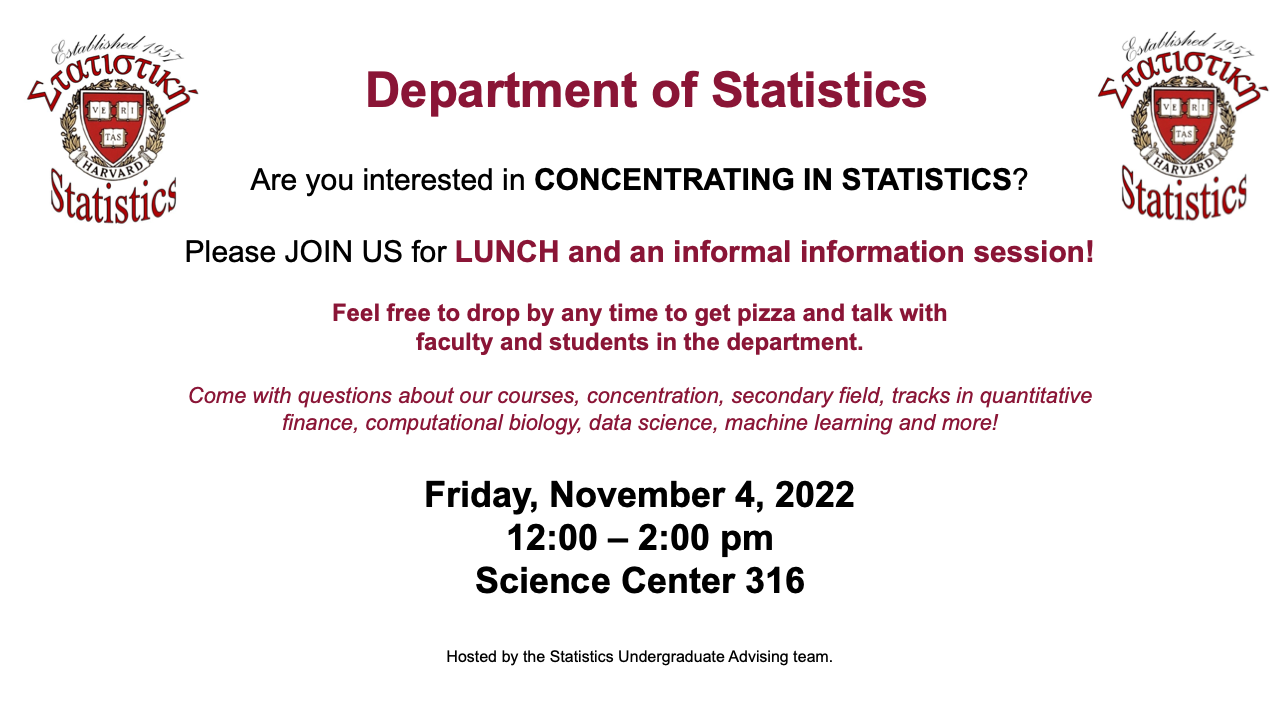 Established 1957
Στατιστική
VE RI
TAS
HARVARD
Statistics
Established 1957
Στατιστική
VE RI
TAS
HARVARD
Statistics
Department of Statistics
Are you interested in CONCENTRATING IN STATISTICS?
Please JOIN US for LUNCH and an informal information session!
Feel free to drop by any time to get pizza and talk with
faculty and students in the department.
Come with questions about our courses, concentration, secondary field, tracks in quantitative
finance, computational biology, data science, machine learning and more!
Friday, November 4, 2022
12:00 – 2:00 pm
Science Center 316
Hosted by the Statistics Undergraduate Advising team.